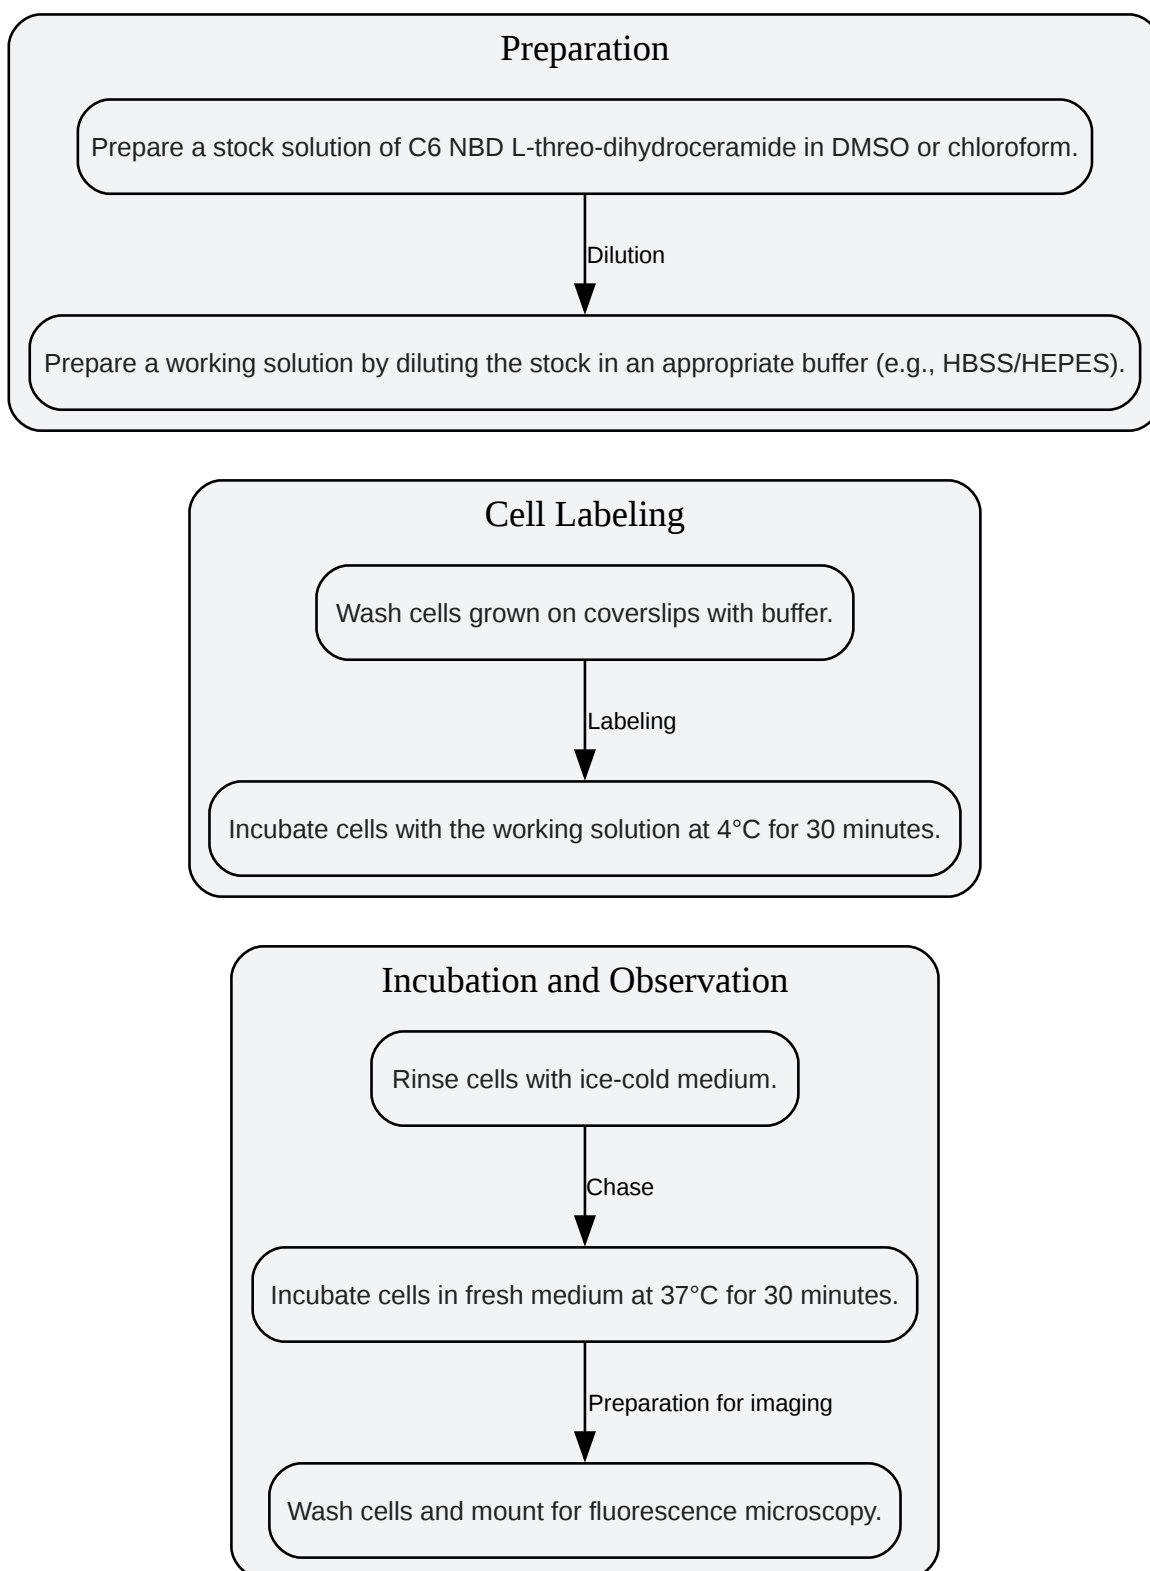 Preparation
Prepare a stock solution of C6 NBD L-threo-dihydroceramide in DMSO or chloroform.
Dilution
Prepare a working solution by diluting the stock in an appropriate buffer (e.g., HBSS/HEPES).
Cell Labeling
Wash cells grown on coverslips with buffer.
Labeling
Incubate cells with the working solution at 4°C for 30 minutes.
Incubation and Observation
Rinse cells with ice-cold medium.
Chase
Incubate cells in fresh medium at 37°C for 30 minutes.
Preparation for imaging
Wash cells and mount for fluorescence microscopy.